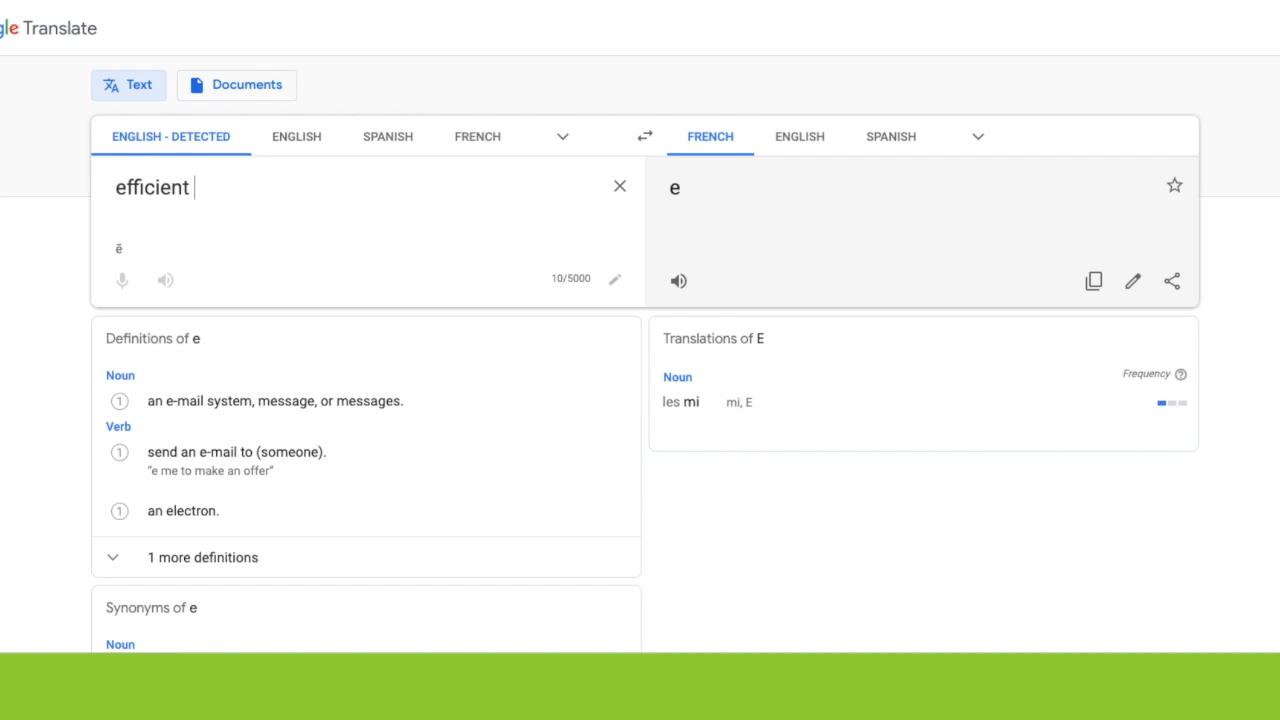 gle Translate
Text Documents
ENGLISH - DETECTED ENGLISH SPANISH FRENCH FRENCH ENGLISH SPANISH
efficient e
ē
10/5000
Definitions of e
Noun
1 an e-mail system, message, or messages.
Verb
1 send an e-mail to (someone).
"e me to make an offer"
1 an electron.
1 more definitions
Synonyms of e
Noun
Translations of E
Noun Frequency
les mi mi, E